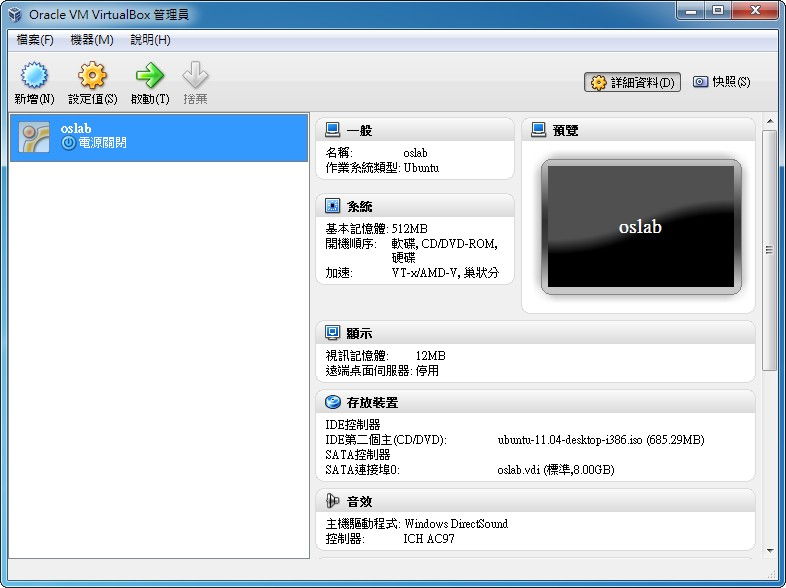 Oracle VM VirtualBox 管理員
檔案(F) 機器(M) 說明(H)
新增(N) 設定值(S) 啟動(T) 捨棄 詳細資料(D) 快照(S)
oslab
電源關閉
一般
名稱: oslab
作業系統類型: Ubuntu
系統
基本記憶體: 512MB
開機順序: 軟碟, CD/DVD-ROM,
硬碟
加速: VT-x/AMD-V, 巢狀分
預覽
oslab
顯示
視訊記憶體: 12MB
遠端桌面伺服器: 停用
存放裝置
IDE控制器
IDE第二個主(CD/DVD): ubuntu-11.04-desktop-i386.iso (685.29MB)
SATA控制器
SATA連接埠0: oslab.vdi (標準,8.00GB)
音效
主機驅動程式: Windows DirectSound
控制器: ICH AC97